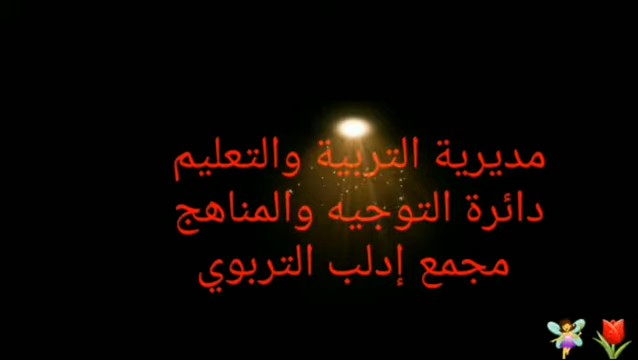 مديرية التربية والتعليم
دائرة التوجيه والمناهج
مجمع إدلب التربوي